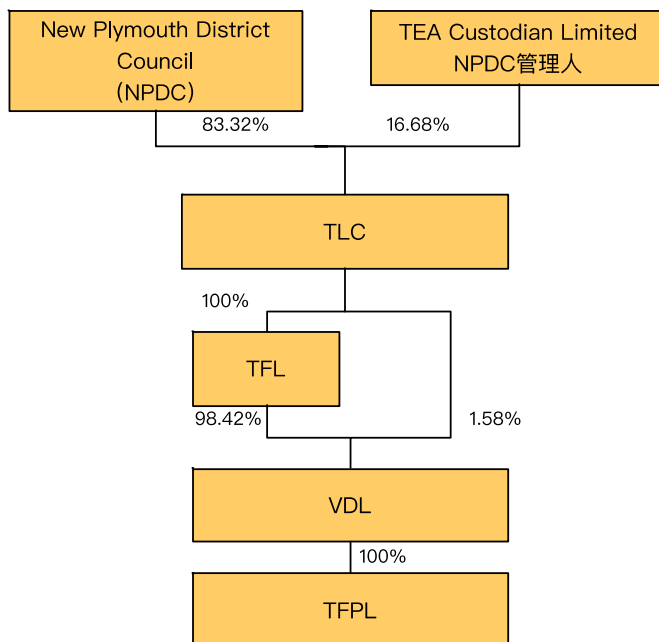 New Plymouth District
Council
(NPDC)
TEA Custodian Limited
NPDC管理人
83.32%
16.68%
TLC
100%
TFL
98.42%
1.58%
VDL
100%
TFPL